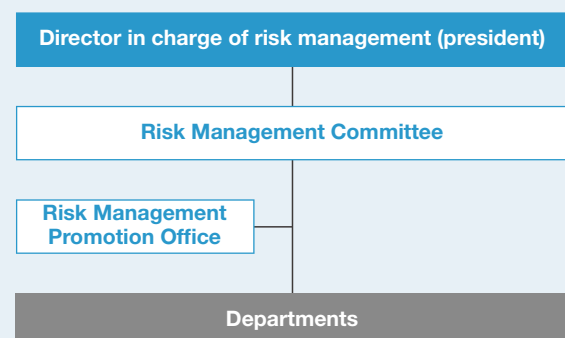 Director in charge of risk management (president)
Risk Management Committee
Risk Management
Promotion Office
Departments